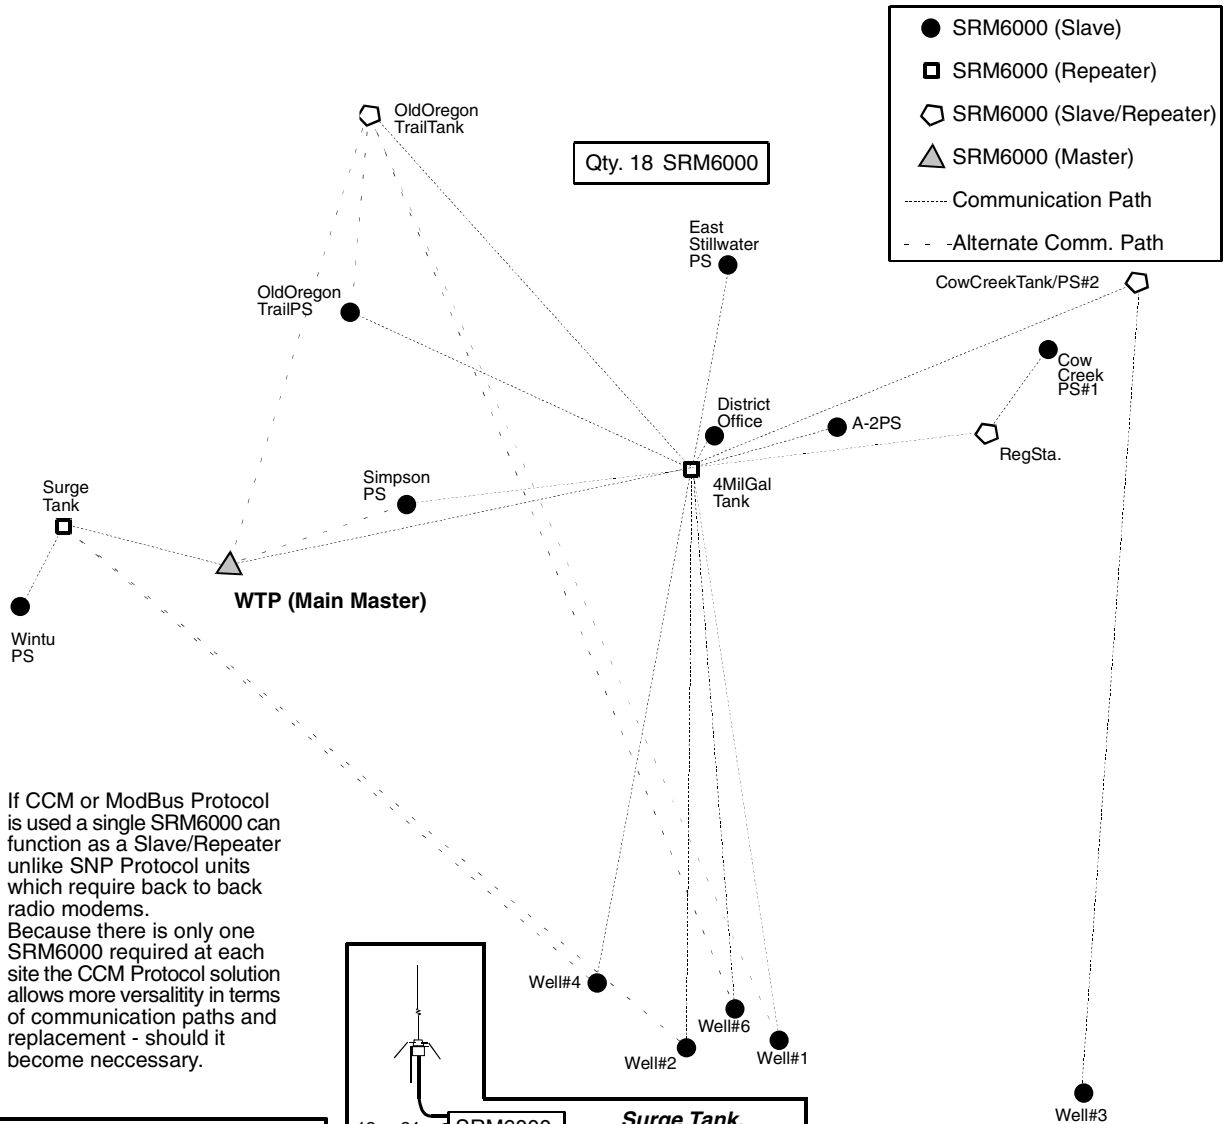 SRM6000 (Slave)
SRM6000 (Repeater)
SRM6000 (Slave/Repeater)
SRM6000 (Master)
Communication Path
Alternate Comm. Path
OldOregon
TrailTank
Qty. 18 SRM6000
East
Stillwater
PS
CowCreekTank/PS#2
OldOregon
TrailPS
Cow
Creek
PS#1
District
Office
A-2PS
RegSta.
Simpson
PS
4MilGal
Tank
Surge
Tank
WTP (Main Master)
Wintu
PS
If CCM or ModBus Protocol
is used a single SRM6000 can
function as a Slave/Repeater
unlike SNP Protocol units
which require back to back
radio modems.
Because there is only one
SRM6000 required at each
site the CCM Protocol solution
allows more versalitity in terms
of communication paths and
replacement - should it
become neccessary.
Well#4
Well#6
Well#2
Well#1
Well#3
SRM6000
Surge Tank,